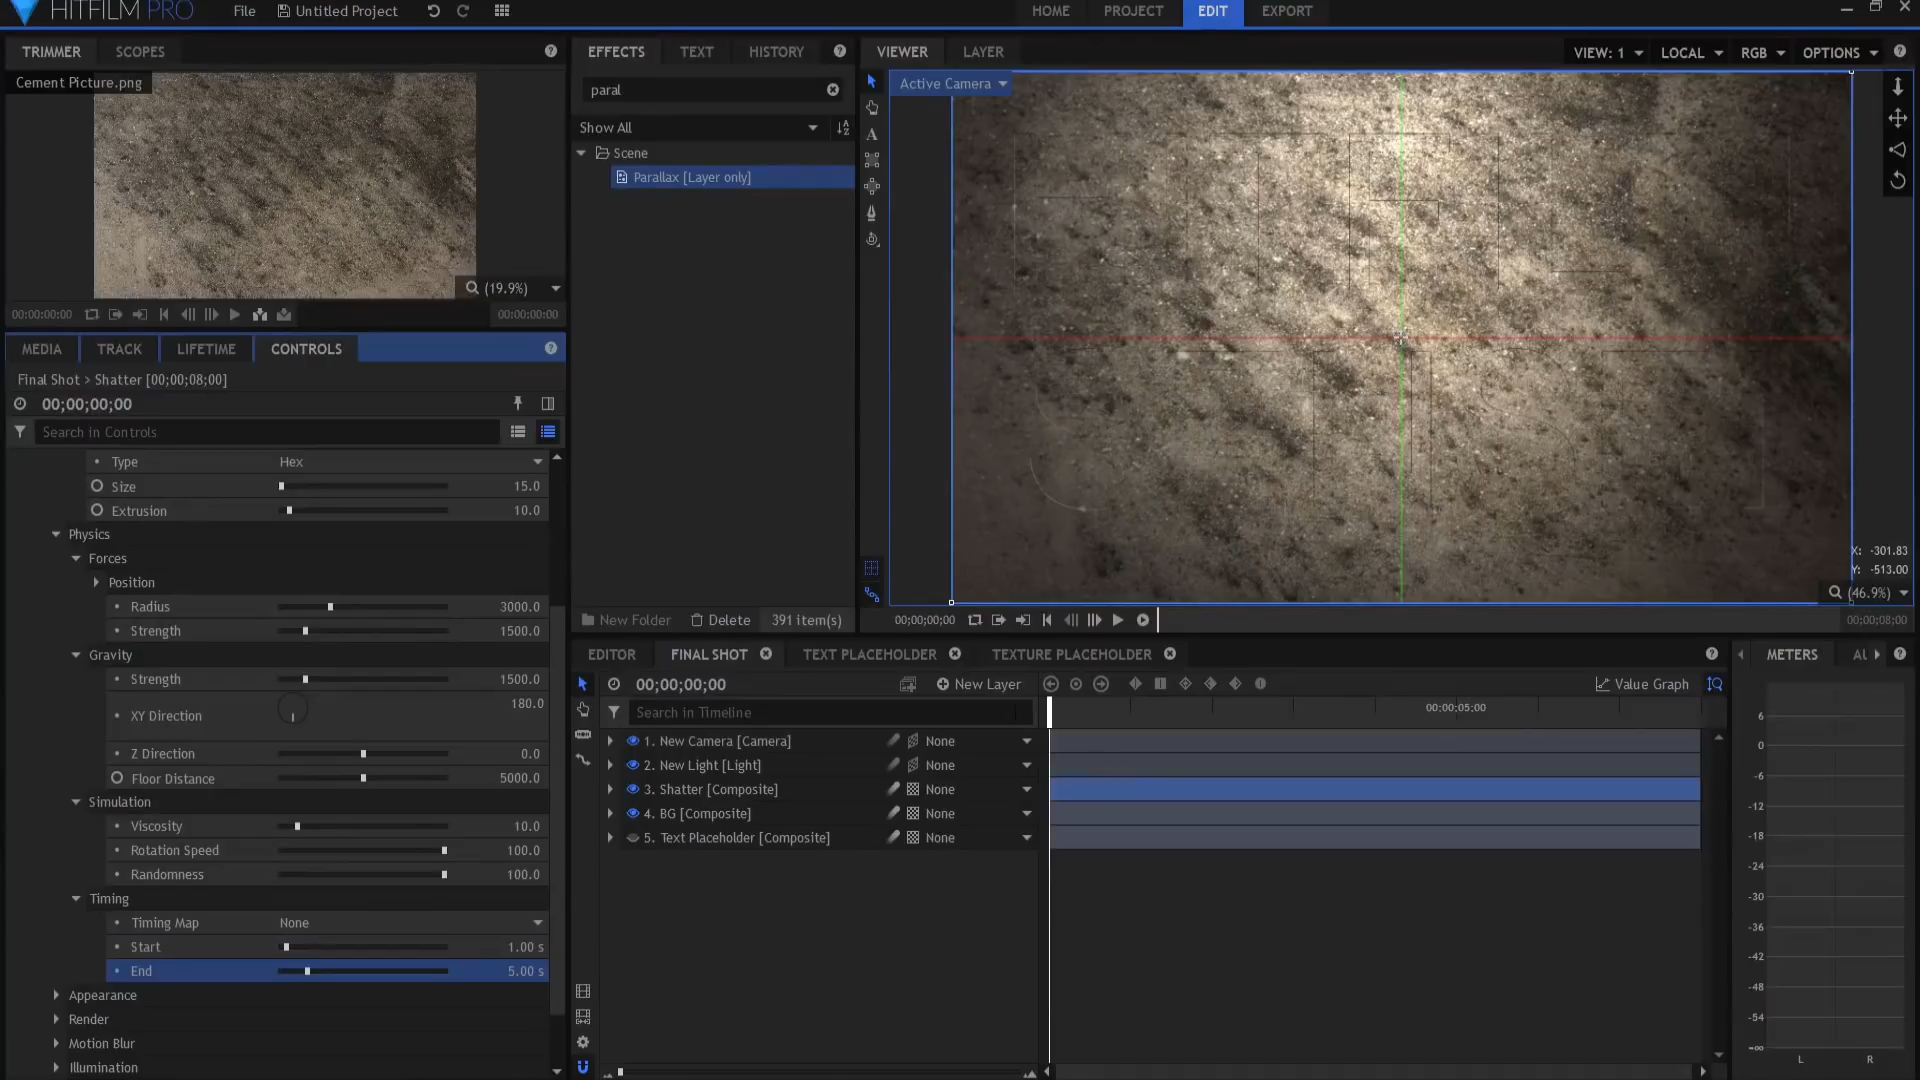 HITFILM PRO
File
Untitled Project
HOME
PROJECT
EDIT
EXPORT
TRIMMER
SCOPES
Cement Picture.png
(19.9%)
00:00:00:00
00:00:00:00
EFFECTS
TEXT
HISTORY
paral
Show All
Scene
Parallax [Layer only]
New Folder
Delete
391 item(s)
VIEWER
LAYER
VIEW: 1
LOCAL
RGB
OPTIONS
Active Camera
X: -301.83
Y: -513.00
(46.9%)
00;00;00;00
00;00;08;00
MEDIA
TRACK
LIFETIME
CONTROLS
Final Shot > Shatter [00;00;08;00]
00;00;00;00
Search in Controls
Type Hex
Size 15.0
Extrusion 10.0
Physics
Forces
Position
Radius 3000.0
Strength 1500.0
Gravity
Strength 1500.0
XY Direction 180.0
Z Direction 0.0
Floor Distance 5000.0
Simulation
Viscosity 10.0
Rotation Speed 100.0
Randomness 100.0
Timing
Timing Map None
Start 1.00 s
End 5.00 s
Appearance
Render
Motion Blur
Illumination
EDITOR
FINAL SHOT
TEXT PLACEHOLDER
TEXTURE PLACEHOLDER
00;00;00;00
New Layer
Value Graph
Search in Timeline
00:00:05:00
1. New Camera [Camera] None
2. New Light [Light] None
3. Shatter [Composite] None
4. BG [Composite] None
5. Text Placeholder [Composite] None
METERS
6
0
-6
-12
-18
-24
-30
-36
-42
-48
-54
-∞
L R